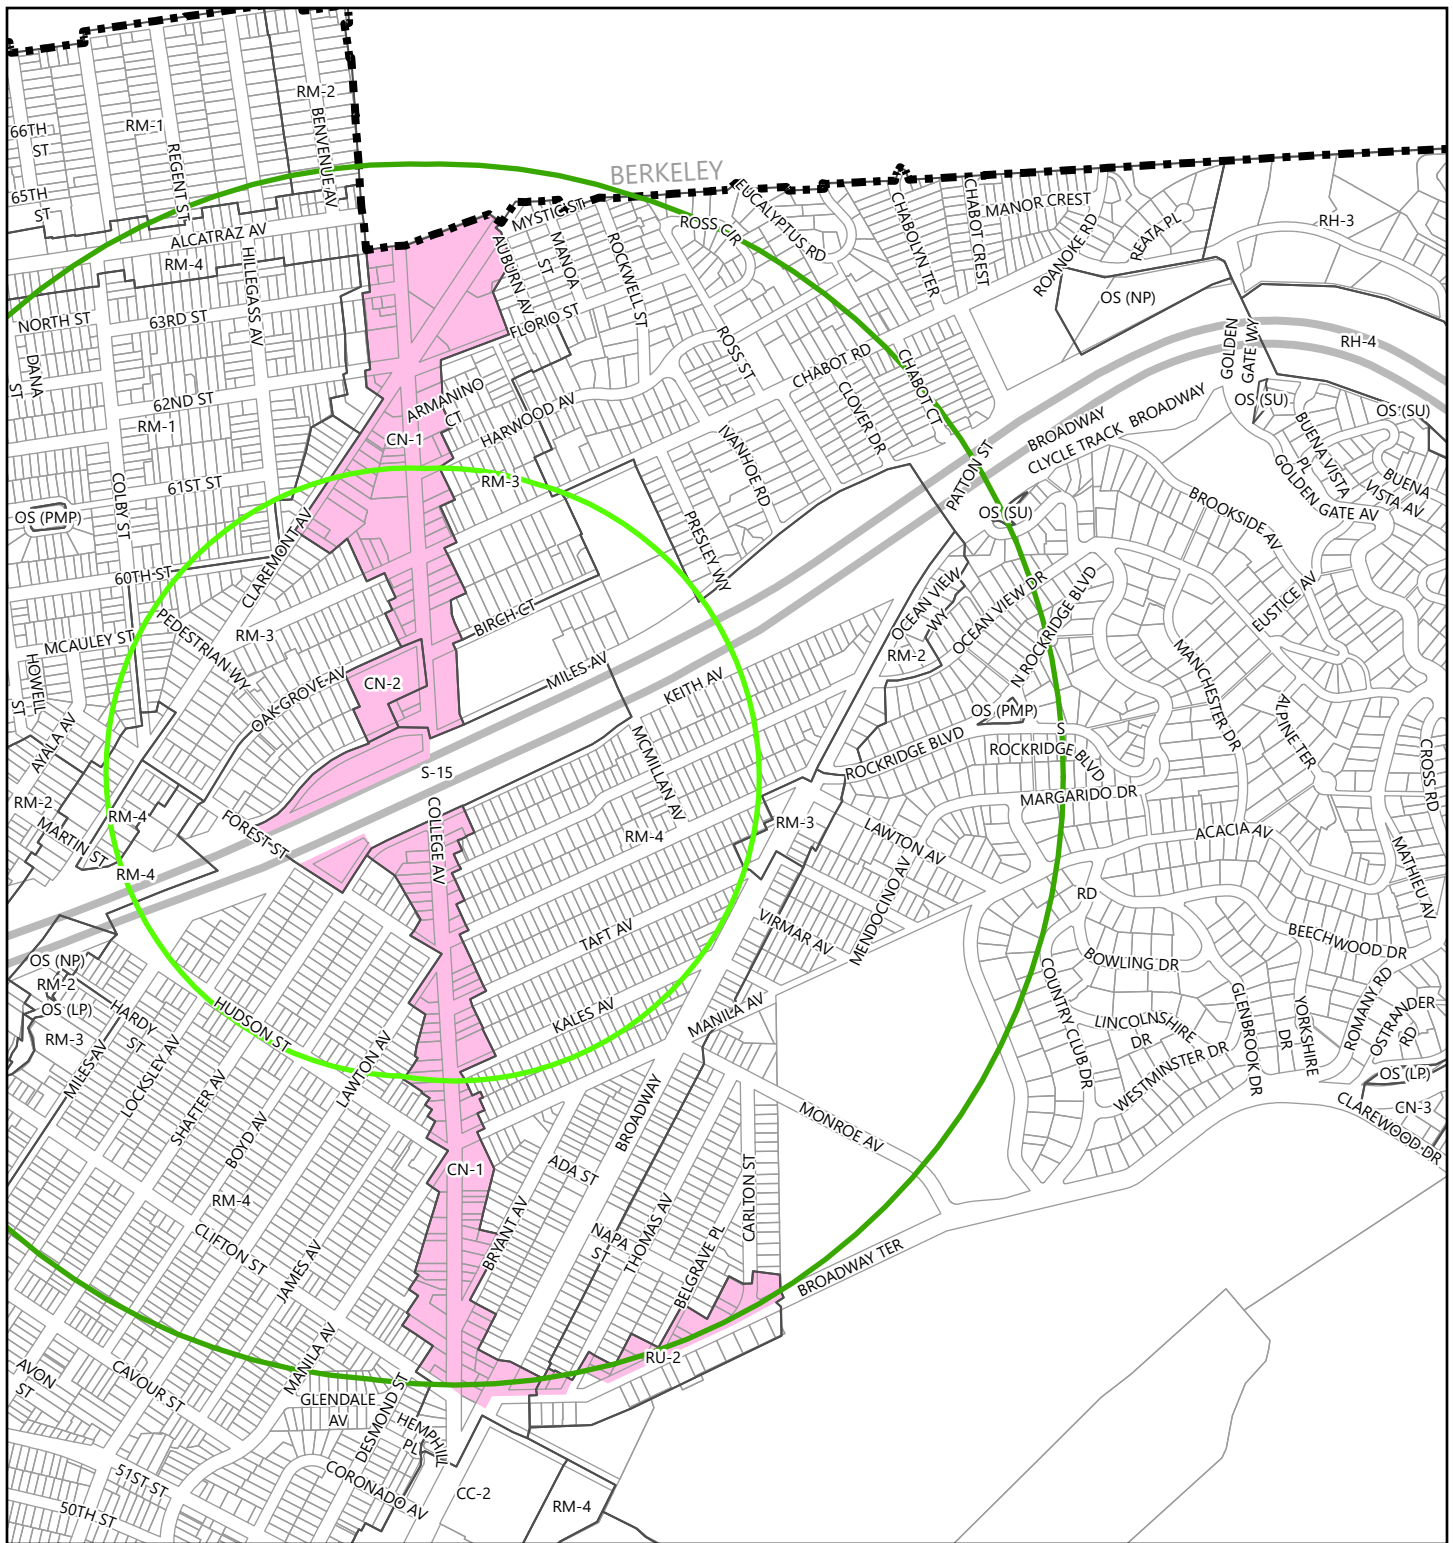 RM-2
RM-1
66TH
ST
BENVENUE AV
REGENT ST
BERKELEY
65TH
ST
EUCALYPTUS RD
CHABOLYN TER
CHABOT CREST
MANOR CREST
MYSTIC ST
ROSS CIR
REATA PL
RH-3
ALCATRAZ AV
RM-4
HILLEGASS AV
AUBURN AV
MANOA
ST
ROCKWELL ST
ROANOKE RD
OS (NP)
NORTH ST
63RD ST
FLORIO ST
ROSS ST
GOLDEN
GATE WY
RH-4
DANA
ST
CHABOT RD
CHABOT CT
CLOVER DR
62ND ST
RM-1
ARMANINO
CT
HARWOOD AV
CN-1
IVANHOE RD
BROADWAY
CLYCLE TRACK
BROADWAY
OS (SU)
OS (SU)
BUENA VISTA
PL
BUENA
VISTA AV
GOLDEN GATE AV
61ST ST
RM-3
COLBY ST
OS (PMP)
PATTON ST
OS (SU)
BROOKSIDE AV
CLAREMONT AV
PRESLEY WY
60TH ST
OCEAN VIEW
WY
OCEAN VIEW DR
N ROCKRIDGE BLVD
EUSTICE AV
PEDESTRIAN WY
RM-3
BIRCH CT
MCAULEY ST
HOWELL
ST
RM-2
MANCHESTER DR
OAK GROVE AV
CN-2
MILES AV
KEITH AV
OS (PMP)
ALPINE TER
AYALA AV
S
ROCKRIDGE BLVD
ROCKRIDGE BLVD
CROSS RD
S-15
MCMILLAN AV
RM-2
RM-4
MARTIN ST
FOREST ST
COLLEGE AV
RM-4
RM-3
MARGARIDO DR
LAWTON AV
ACACIA AV
RM-4
MATHIEU AV
MENDOCINO AV
RD
VIRMAR AV
TAFT AV
BEECHWOOD DR
BOWLING DR
OS (NP)
RM-2
OS (LP)
RM-3
HARDY
ST
HUDSON ST
KALES AV
MANILA AV
COUNTRY CLUB DR
LINCOLNSHIRE
DR
GLENBROOK DR
YORKSHIRE
DR
ROMANY RD
OSTRANDER
RD
MILES AV
LOCKSLEY AV
SHAFTER AV
LAWTON AV
WESTMINSTER DR
OS (LP)
CN-3
CLAREWOOD DR
BOYD AV
BROADWAY
MONROE AV
CN-1
ADA ST
CARLTON ST
RM-4
CLIFTON ST
BRYANT AV
NAPA
ST
THOMAS AV
JAMES AV
BELGRAVE PL
BROADWAY TER
MANILA AV
RU-2
AVON
ST
CAVOUR ST
GLENDALE
AV
DESMOND ST
HEMPHILL
PL
51ST ST
CORONADO AV
CC-2
RM-4
50TH ST